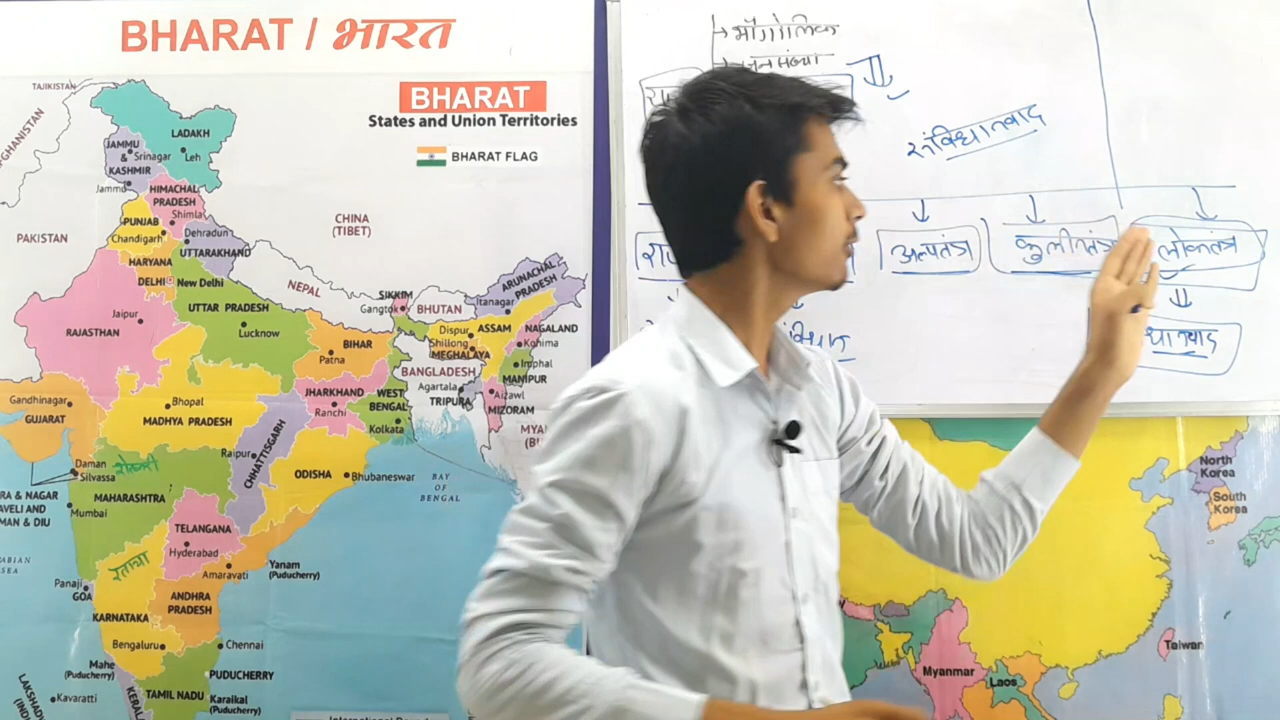 BHARAT / भारत
BHARAT
States and Union Territories
BHARAT FLAG
TAJIKISTAN
LADAKH
Leh
JAMMU
&
KASHMIR
Srinagar
Jammu
HIMACHAL
PRADESH
Shimla
PUNJAB
Chandigarh
Dehradun
UTTARAKHAND
PAKISTAN
CHINA
(TIBET)
HARYANA
DELHI
New Delhi
NEPAL
SIKKIM
Gangtok
BHUTAN
ARUNACHAL
PRADESH
Itanagar
UTTAR PRADESH
Lucknow
Jaipur
RAJASTHAN
BIHAR
Patna
Dispur
ASSAM
NAGALAND
Kohima
Shillong
MEGHALAYA
Imphal
MANIPUR
BANGLADESH
Agartala
TRIPURA
Aizawl
MIZORAM
JHARKHAND
Ranchi
WEST
BENGAL
Kolkata
Gandhinagar
GUJARAT
Bhopal
MADHYA PRADESH
Raipur
CHHATTISGARH
ODISHA
Bhubaneswar
BAY
OF
BENGAL
Daman
Silvassa
MAHARASHTRA
Mumbai
TELANGANA
Hyderabad
Amaravati
Yanam
(Puducherry)
Panaji
GOA
ANDHRA
PRADESH
KARNATAKA
Bengaluru
Chennai
Mahe
(Puducherry)
PUDUCHERRY
Karaikal
(Puducherry)
Kavaratti
TAMIL NADU
→ भौगोलिक
संविधानवाद
अल्पतंत्र
कुलीनतंत्र
लोकतंत्र
North
Korea
South
Korea
Taiwan
Myanmar
Laos